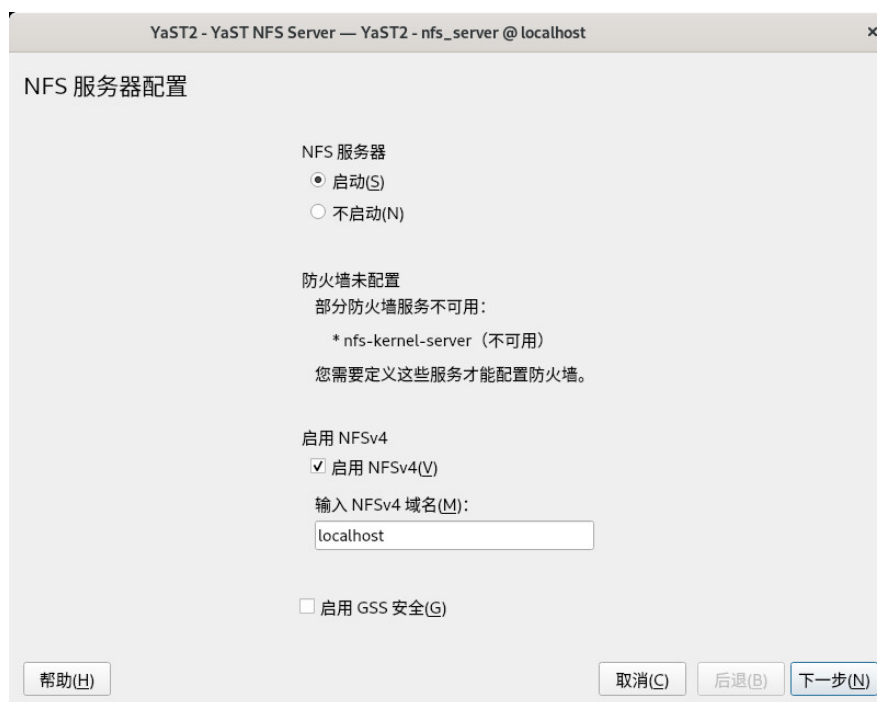 YaST2 - YaST NFS Server — YaST2 - nfs_server @ localhost
NFS 服务器配置
NFS 服务器
启动(S)
不启动(N)
防火墙未配置
部分防火墙服务不可用：
* nfs-kernel-server（不可用）
您需要定义这些服务才能配置防火墙。
启用 NFSv4
启用 NFSv4(V)
输入 NFSv4 域名(M)：
localhost
启用 GSS 安全(G)
帮助(H) 取消(C) 后退(B) 下一步(N)